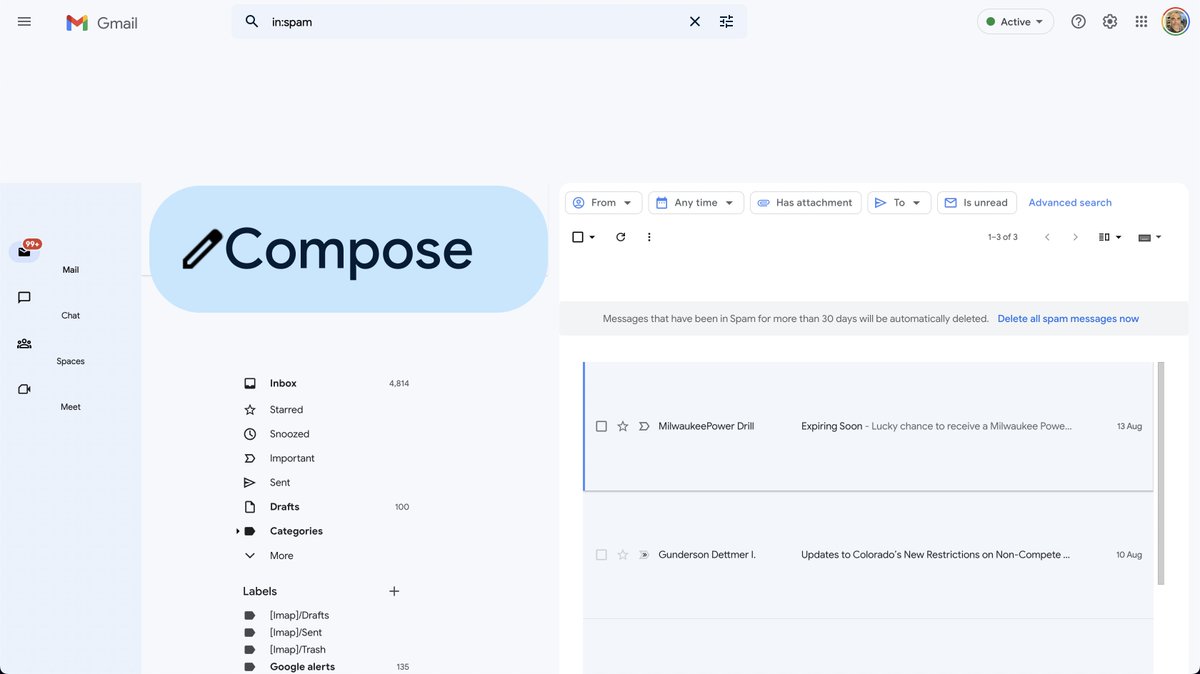 Gmail
in:spam
Active
99+
Mail
Chat
Spaces
Meet
Compose
Inbox 4,814
Starred
Snoozed
Important
Sent
Drafts 100
Categories
More
Labels
[Imap]/Drafts
[Imap]/Sent
[Imap]/Trash
Google alerts 135
From Any time Has attachment To Is unread Advanced search
1–3 of 3
Messages that have been in Spam for more than 30 days will be automatically deleted. Delete all spam messages now
MilwaukeePower Drill Expiring Soon - Lucky chance to receive a Milwaukee Powe... 13 Aug
Gunderson Dettmer I. Updates to Colorado's New Restrictions on Non-Compete ... 10 Aug